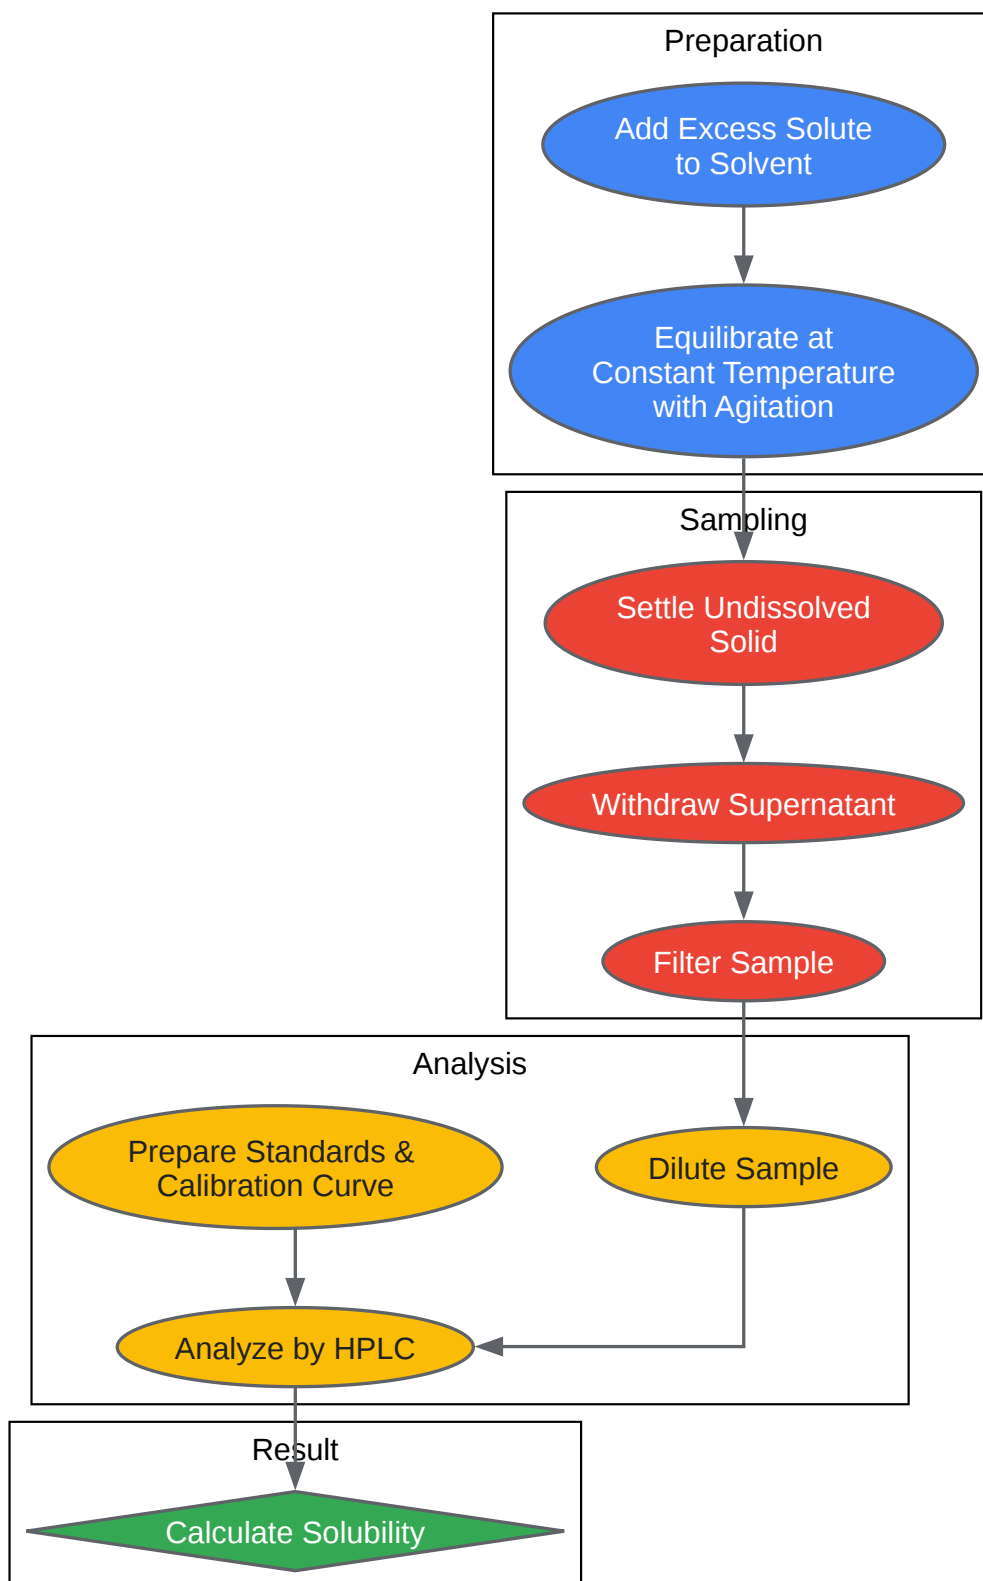 Preparation
Add Excess Solute
to Solvent
Equilibrate at
Constant Temperature
with Agitation
Sampling
Settle Undissolved
Solid
Withdraw Supernatant
Filter Sample
Analysis
Prepare Standards &
Calibration Curve
Dilute Sample
Analyze by HPLC
Result
Calculate Solubility